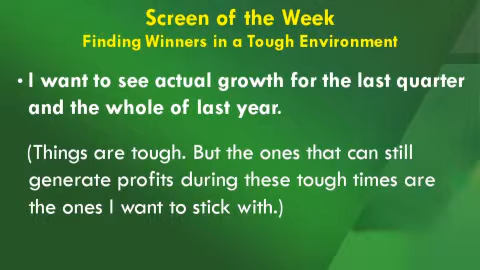 Screen of the Week
Finding Winners in a Tough Environment
• I want to see actual growth for the last quarter
and the whole of last year.
(Things are tough. But the ones that can still
generate profits during these tough times are
the ones I want to stick with.)